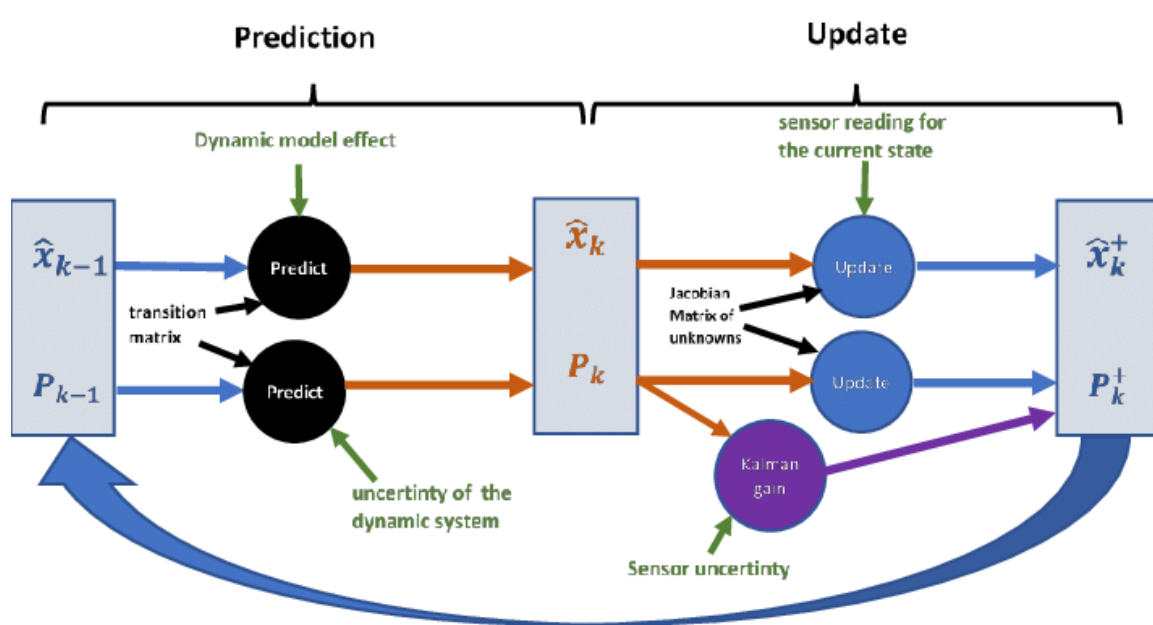 Prediction
Update
Dynamic model effect
sensor reading for
the current state
x̂ₖ₋₁
Predict
x̂ₖ
Update
x̂ₖ⁺
transition
matrix
Jacobian
Matrix of
unknowns
Pₖ₋₁
Predict
Pₖ
Update
Pₖ⁺
Kalman
gain
uncertinty of the
dynamic system
Sensor uncertainty